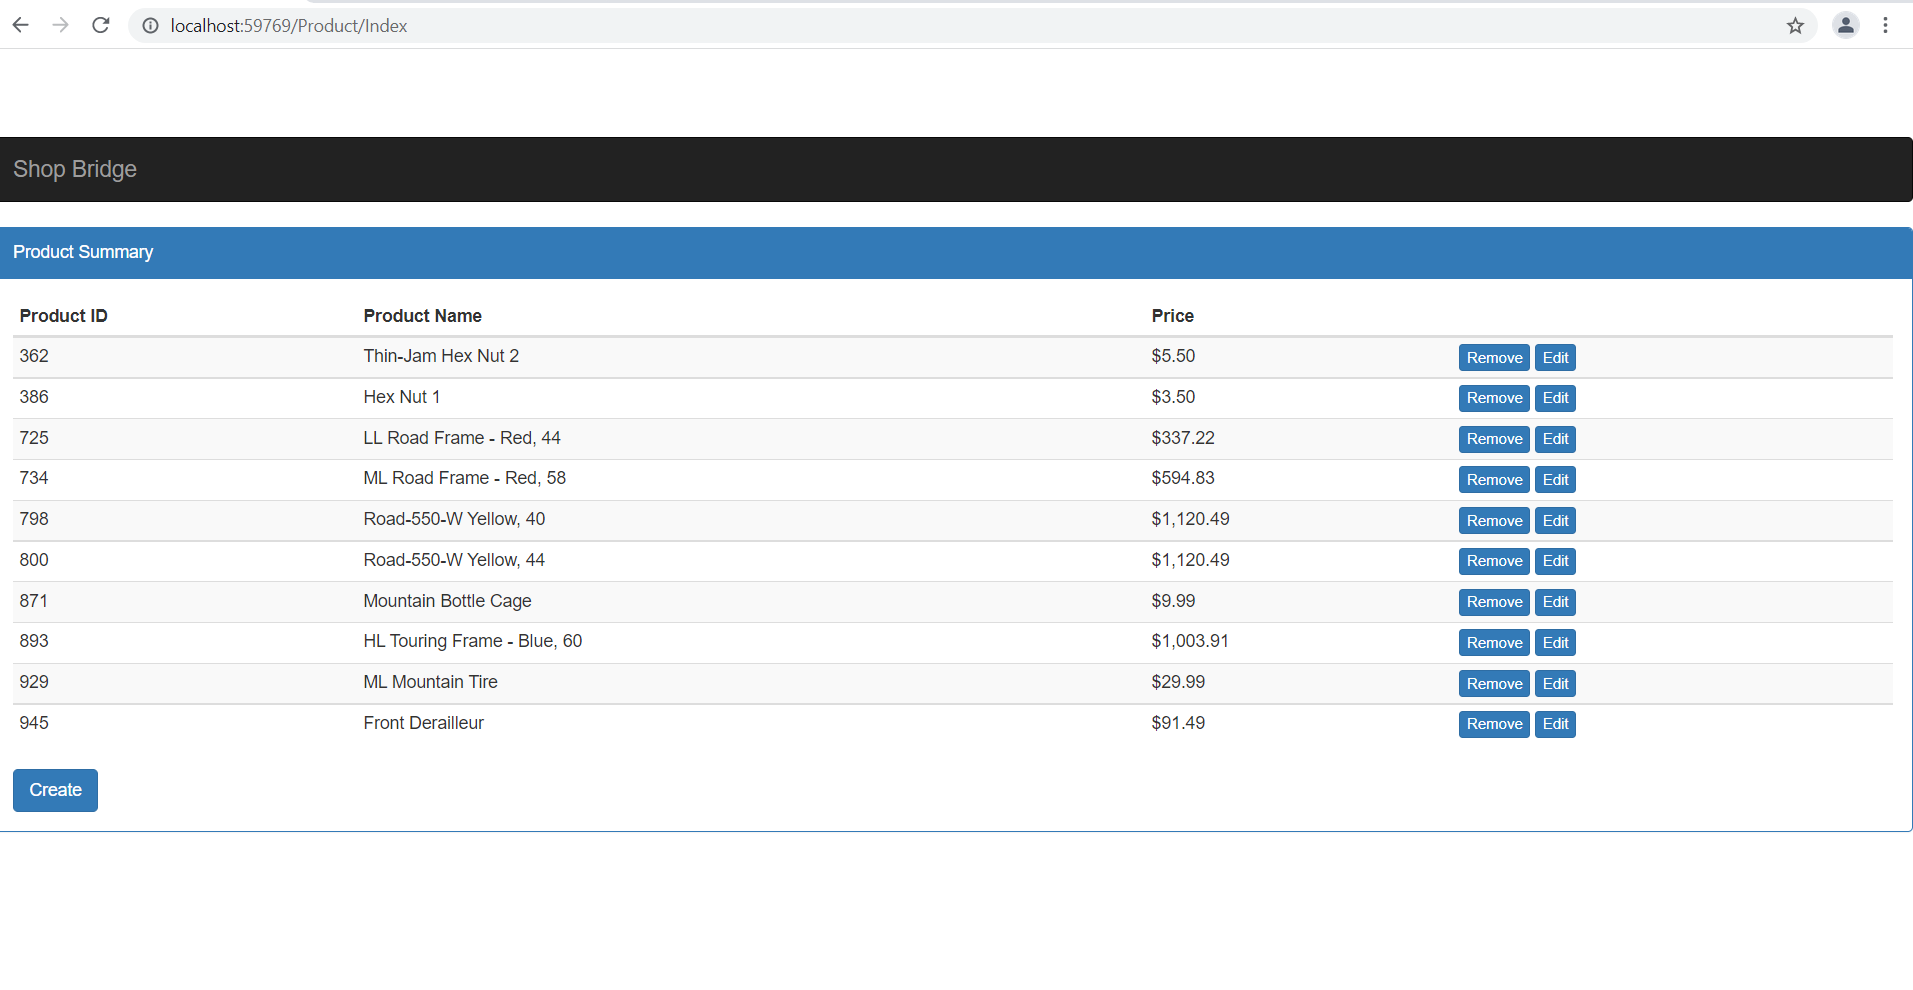 localhost:59769/Product/Index
Shop Bridge
Product Summary
Product ID Product Name Price
362 Thin-Jam Hex Nut 2 $5.50 Remove Edit
386 Hex Nut 1 $3.50 Remove Edit
725 LL Road Frame - Red, 44 $337.22 Remove Edit
734 ML Road Frame - Red, 58 $594.83 Remove Edit
798 Road-550-W Yellow, 40 $1,120.49 Remove Edit
800 Road-550-W Yellow, 44 $1,120.49 Remove Edit
871 Mountain Bottle Cage $9.99 Remove Edit
893 HL Touring Frame - Blue, 60 $1,003.91 Remove Edit
929 ML Mountain Tire $29.99 Remove Edit
945 Front Derailleur $91.49 Remove Edit
Create